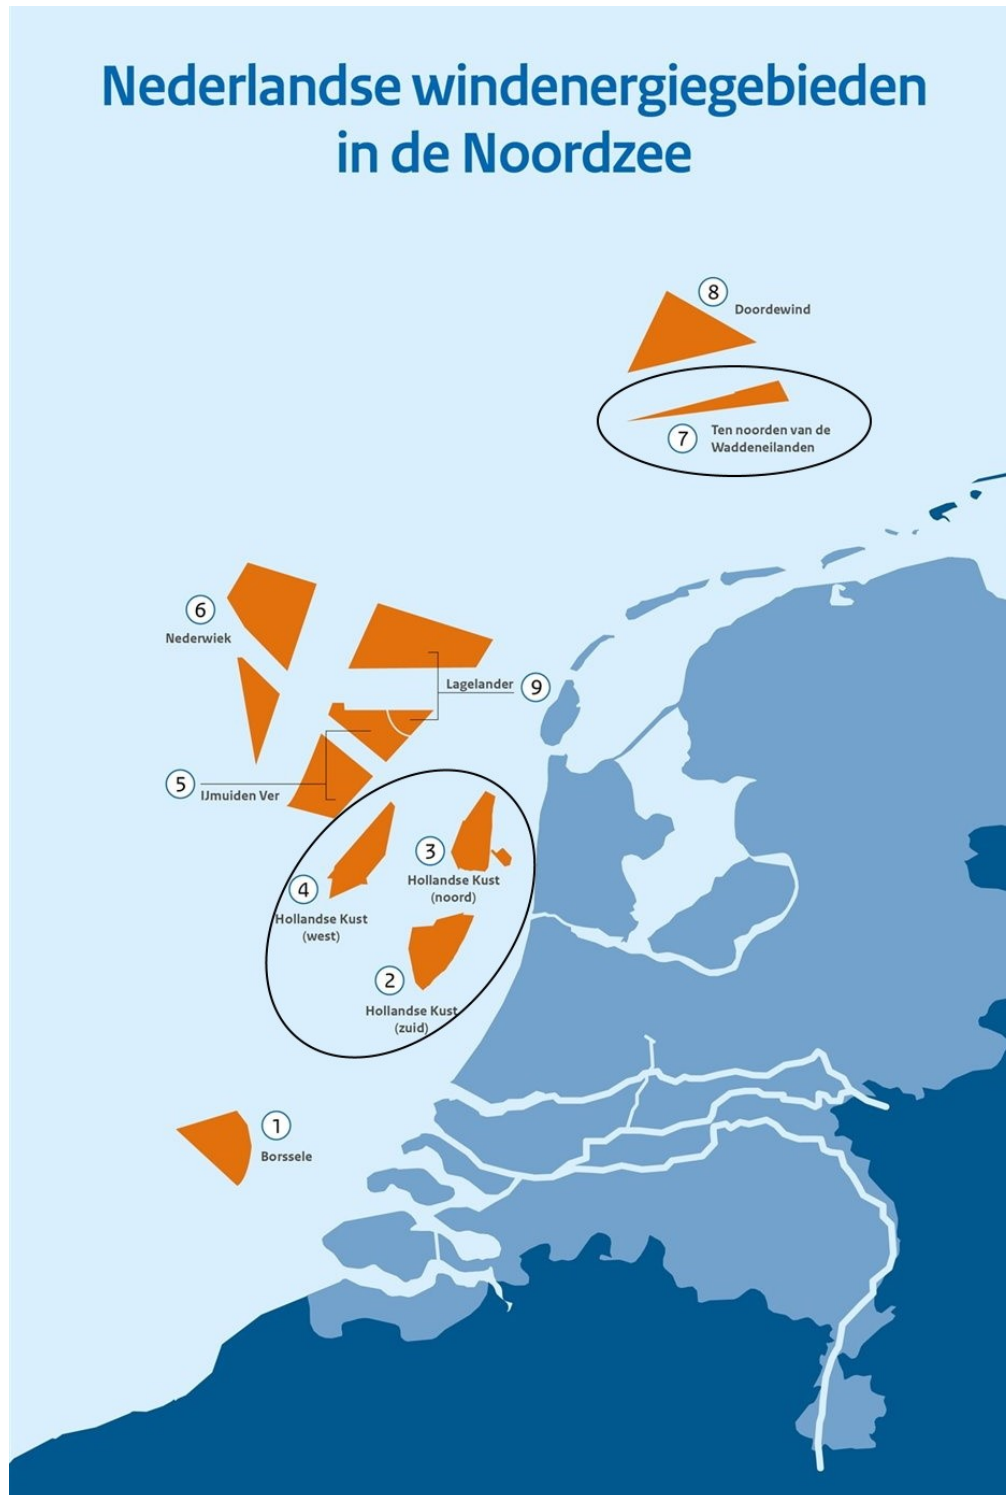 Nederlandse windenergiegebieden
in de Noordzee
8
Doordewind
7
Ten noorden van de
Waddeneilanden
6
Nederwiek
Lagelander
9
5
IJmuiden Ver
3
Hollandse Kust
(noord)
4
Hollandse Kust
(west)
2
Hollandse Kust
(zuid)
1
Borssele